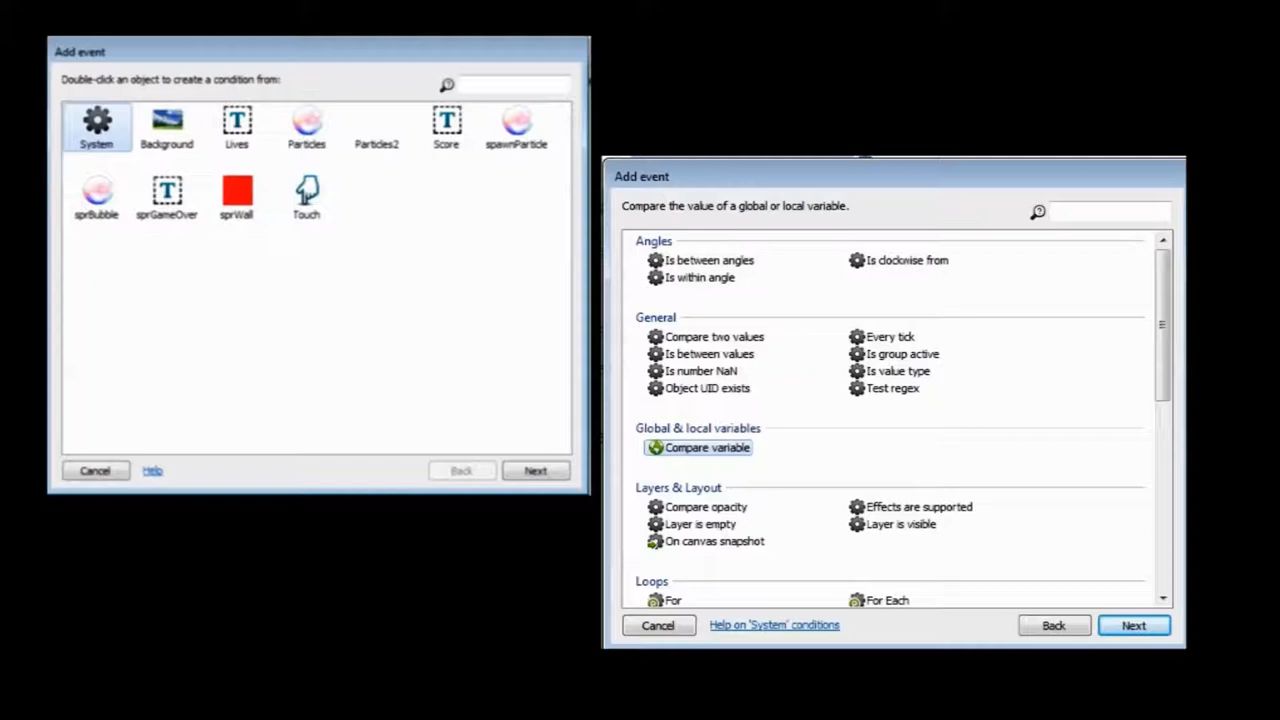 Add event
Double-click an object to create a condition from:
System Background Lives Particles Particles2 Score spawnParticle
sprBubble sprGameOver sprWall Touch
Cancel Help Back Next
Add event
Compare the value of a global or local variable.
Angles
Is between angles Is clockwise from
Is within angle
General
Compare two values Every tick
Is between values Is group active
Is number NaN Is value type
Object UID exists Test regex
Global & local variables
Compare variable
Layers & Layout
Compare opacity Effects are supported
Layer is empty Layer is visible
On canvas snapshot
Loops
For For Each
Cancel Help on 'System' conditions Back Next